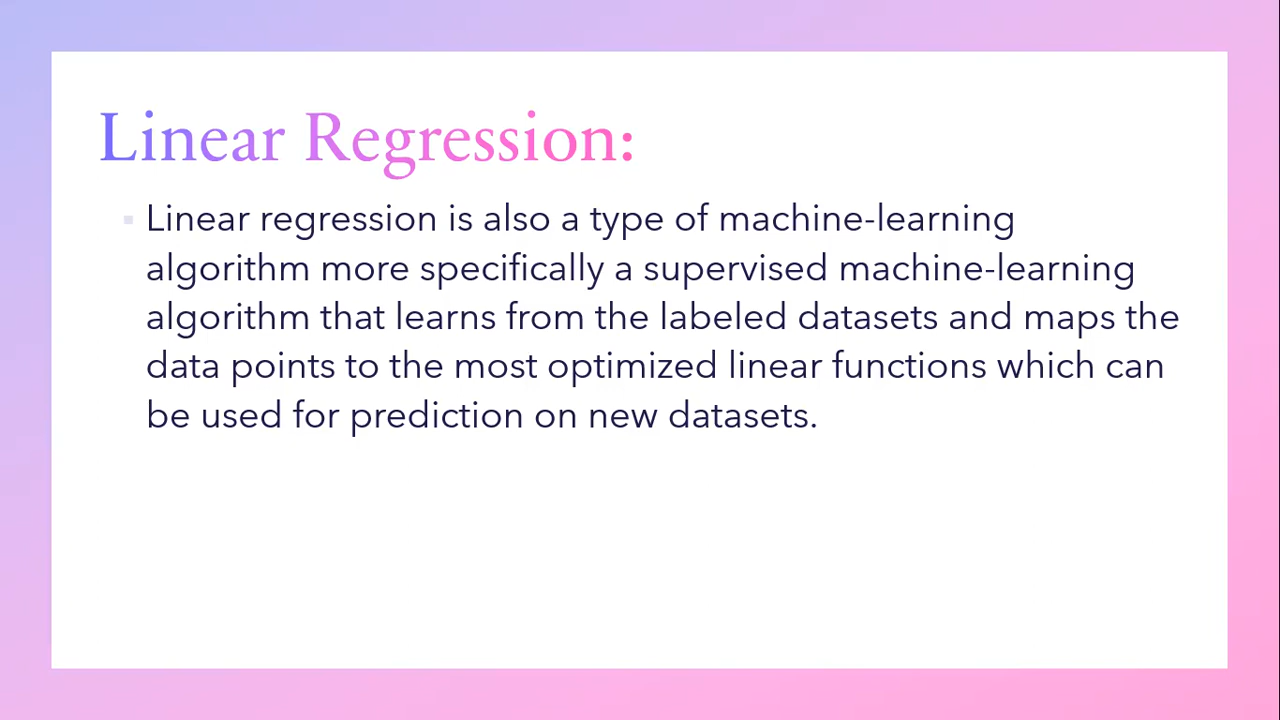 Linear Regression:
Linear regression is also a type of machine-learning
algorithm more specifically a supervised machine-learning
algorithm that learns from the labeled datasets and maps the
data points to the most optimized linear functions which can
be used for prediction on new datasets.